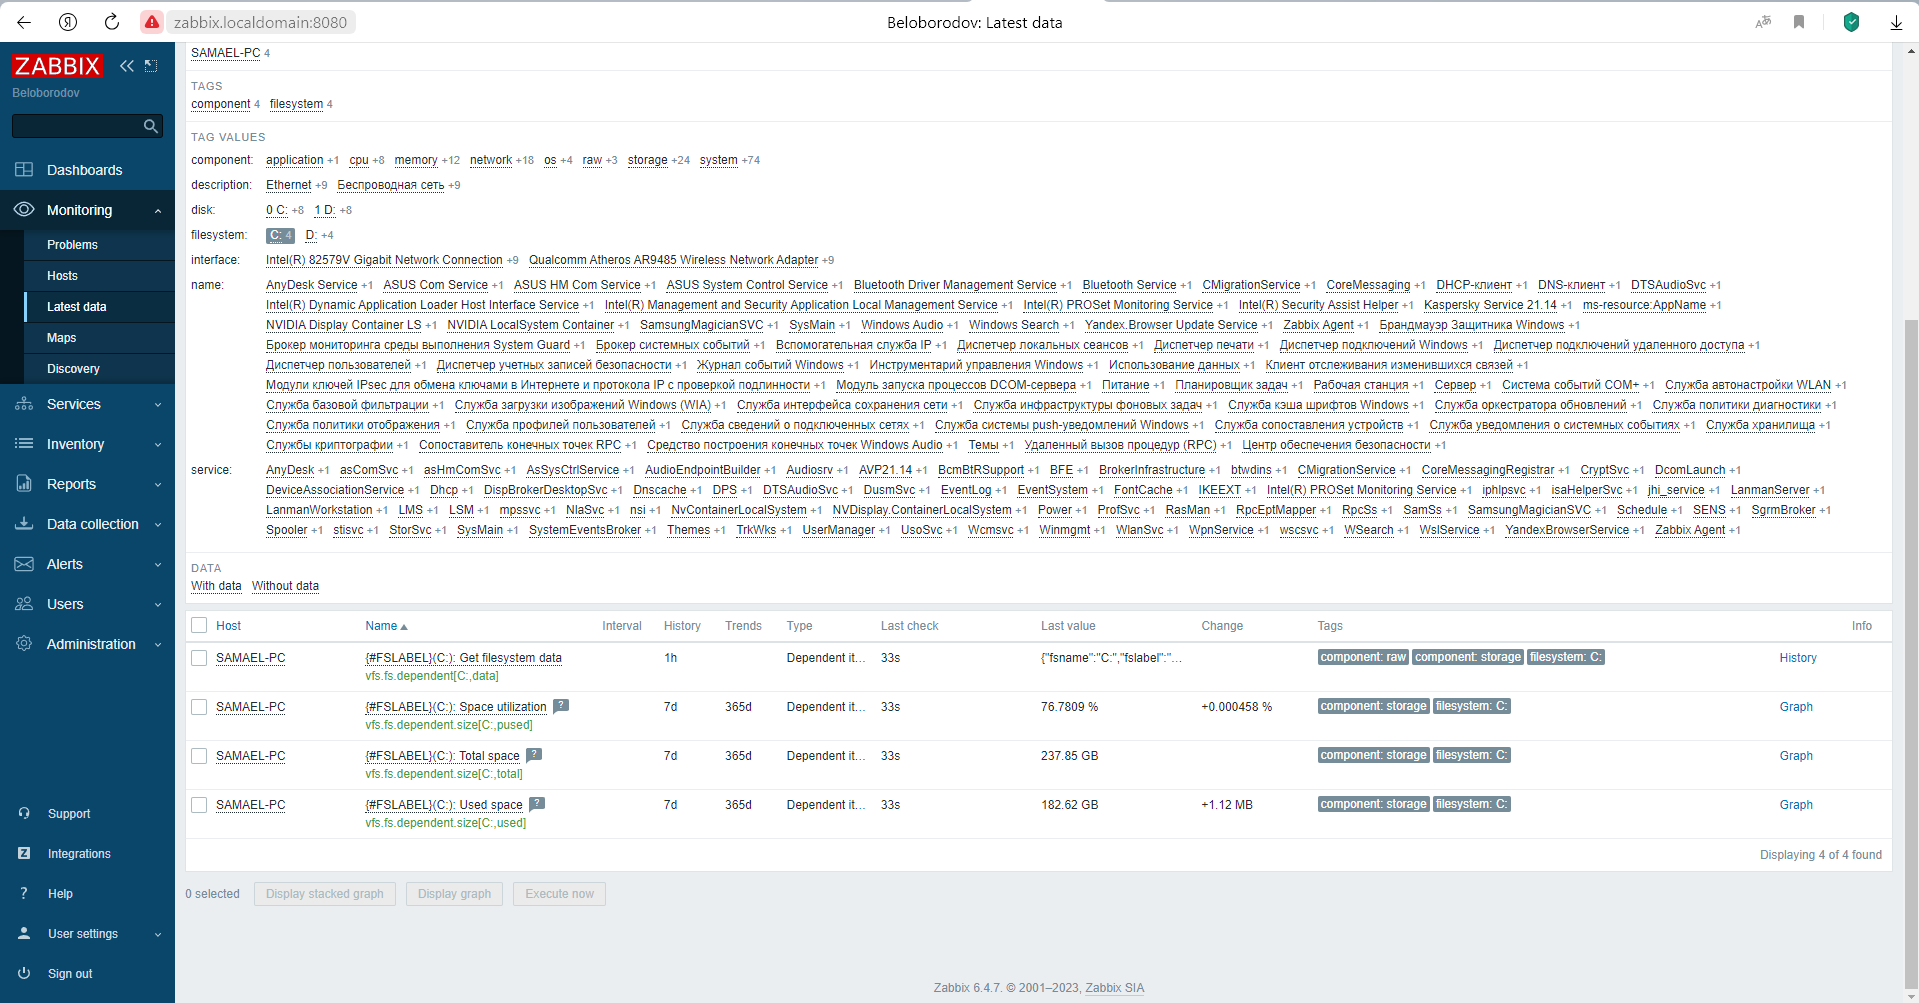 zabbix.localdomain:8080
Beloborodov: Latest data
ZABBIX
Beloborodov
Dashboards
Monitoring
Problems
Hosts
Latest data
Maps
Discovery
Services
Inventory
Reports
Data collection
Alerts
Users
Administration
Support
Integrations
Help
User settings
Sign out
SAMAEL-PC 4
TAGS
component 4 filesystem 4
TAG VALUES
component: application +1 cpu +8 memory +12 network +18 os +4 raw +3 storage +24 system +74
description: Ethernet +9 Беспроводная сеть +9
disk: 0 C: +8 1 D: +8
filesystem: C: 4 D: +4
interface: Intel(R) 82579V Gigabit Network Connection +9 Qualcomm Atheros AR9485 Wireless Network Adapter +9
name: AnyDesk Service +1 ASUS Com Service +1 ASUS HM Com Service +1 ASUS System Control Service +1 Bluetooth Driver Management Service +1 Bluetooth Service +1 CMigrationService +1 CoreMessaging +1 DHCP-клиент +1 DNS-клиент +1 DTSAudioSvc +1
Intel(R) Dynamic Application Loader Host Interface Service +1 Intel(R) Management and Security Application Local Management Service +1 Intel(R) PROSet Monitoring Service +1 Intel(R) Security Assist Helper +1 Kaspersky Service 21.14 +1 ms-resource:AppName +1
NVIDIA Display Container LS +1 NVIDIA LocalSystem Container +1 SamsungMagicianSVC +1 SysMain +1 Windows Audio +1 Windows Search +1 Yandex.Browser Update Service +1 Zabbix Agent +1 Брандмауэр Защитника Windows +1
Брокер мониторинга среды выполнения System Guard +1 Брокер системных событий +1 Вспомогательная служба IP +1 Диспетчер локальных сеансов +1 Диспетчер печати +1 Диспетчер подключений Windows +1 Диспетчер подключений удаленного доступа +1
Диспетчер пользователей +1 Диспетчер учетных записей безопасности +1 Журнал событий Windows +1 Инструментарий управления Windows +1 Использование данных +1 Клиент отслеживания изменившихся связей +1
Модули ключей IPsec для обмена ключами в Интернете и протокола IP с проверкой подлинности +1 Модуль запуска процессов DCOM-сервера +1 Питание +1 Планировщик задач +1 Рабочая станция +1 Сервер +1 Система событий COM+ +1 Служба автонастройки WLAN +1
Служба базовой фильтрации +1 Служба загрузки изображений Windows (WIA) +1 Служба интерфейса сохранения сети +1 Служба инфраструктуры фоновых задач +1 Служба кэша шрифтов Windows +1 Служба оркестратора обновлений +1 Служба политики диагностики +1
Служба политики отображения +1 Служба профилей пользователей +1 Служба сведений о подключенных сетях +1 Служба системы push-уведомлений Windows +1 Служба сопоставления устройств +1 Служба уведомления о системных событиях +1 Служба хранилища +1
Службы криптографии +1 Сопоставитель конечных точек RPC +1 Средство построения конечных точек Windows Audio +1 Темы +1 Удаленный вызов процедур (RPC) +1 Центр обеспечения безопасности +1
service: AnyDesk +1 asComSvc +1 asHmComSvc +1 AsSysCtrlService +1 AudioEndpointBuilder +1 Audiosrv +1 AVP21.14 +1 BcmBtRSupport +1 BFE +1 BrokerInfrastructure +1 btwdins +1 CMigrationService +1 CoreMessagingRegistrar +1 CryptSvc +1 DcomLaunch +1
DeviceAssociationService +1 Dhcp +1 DispBrokerDesktopSvc +1 Dnscache +1 DPS +1 DTSAudioSvc +1 DusmSvc +1 EventLog +1 EventSystem +1 FontCache +1 IKEEXT +1 Intel(R) PROSet Monitoring Service +1 iphlpsvc +1 isaHelperSvc +1 jhi_service +1 LanmanServer +1
LanmanWorkstation +1 LMS +1 LSM +1 mpssvc +1 NlaSvc +1 nsi +1 NvContainerLocalSystem +1 NVDisplay.ContainerLocalSystem +1 Power +1 ProfSvc +1 RasMan +1 RpcEptMapper +1 RpcSs +1 SamSs +1 SamsungMagicianSVC +1 Schedule +1 SENS +1 SgrmBroker +1
Spooler +1 stisvc +1 StorSvc +1 SysMain +1 SystemEventsBroker +1 Themes +1 TrkWks +1 UserManager +1 UsoSvc +1 Wcmsvc +1 Winmgmt +1 WlanSvc +1 WpnService +1 wscsvc +1 WSearch +1 WslService +1 YandexBrowserService +1 Zabbix Agent +1
DATA
With data Without data
Host Name Interval History Trends Type Last check Last value Change Tags Info
SAMAEL-PC {#FSLABEL}(C:): Get filesystem data 1h Dependent it... 33s {"fsname":"C:","fslabel":"... component: raw component: storage filesystem: C: History
vfs.fs.dependent[C:,data]
SAMAEL-PC {#FSLABEL}(C:): Space utilization ? 7d 365d Dependent it... 33s 76.7809 % +0.000458 % component: storage filesystem: C: Graph
vfs.fs.dependent.size[C:,pused]
SAMAEL-PC {#FSLABEL}(C:): Total space ? 7d 365d Dependent it... 33s 237.85 GB component: storage filesystem: C: Graph
vfs.fs.dependent.size[C:,total]
SAMAEL-PC {#FSLABEL}(C:): Used space ? 7d 365d Dependent it... 33s 182.62 GB +1.12 MB component: storage filesystem: C: Graph
vfs.fs.dependent.size[C:,used]
Displaying 4 of 4 found
0 selected Display stacked graph Display graph Execute now
Zabbix 6.4.7. © 2001–2023, Zabbix SIA